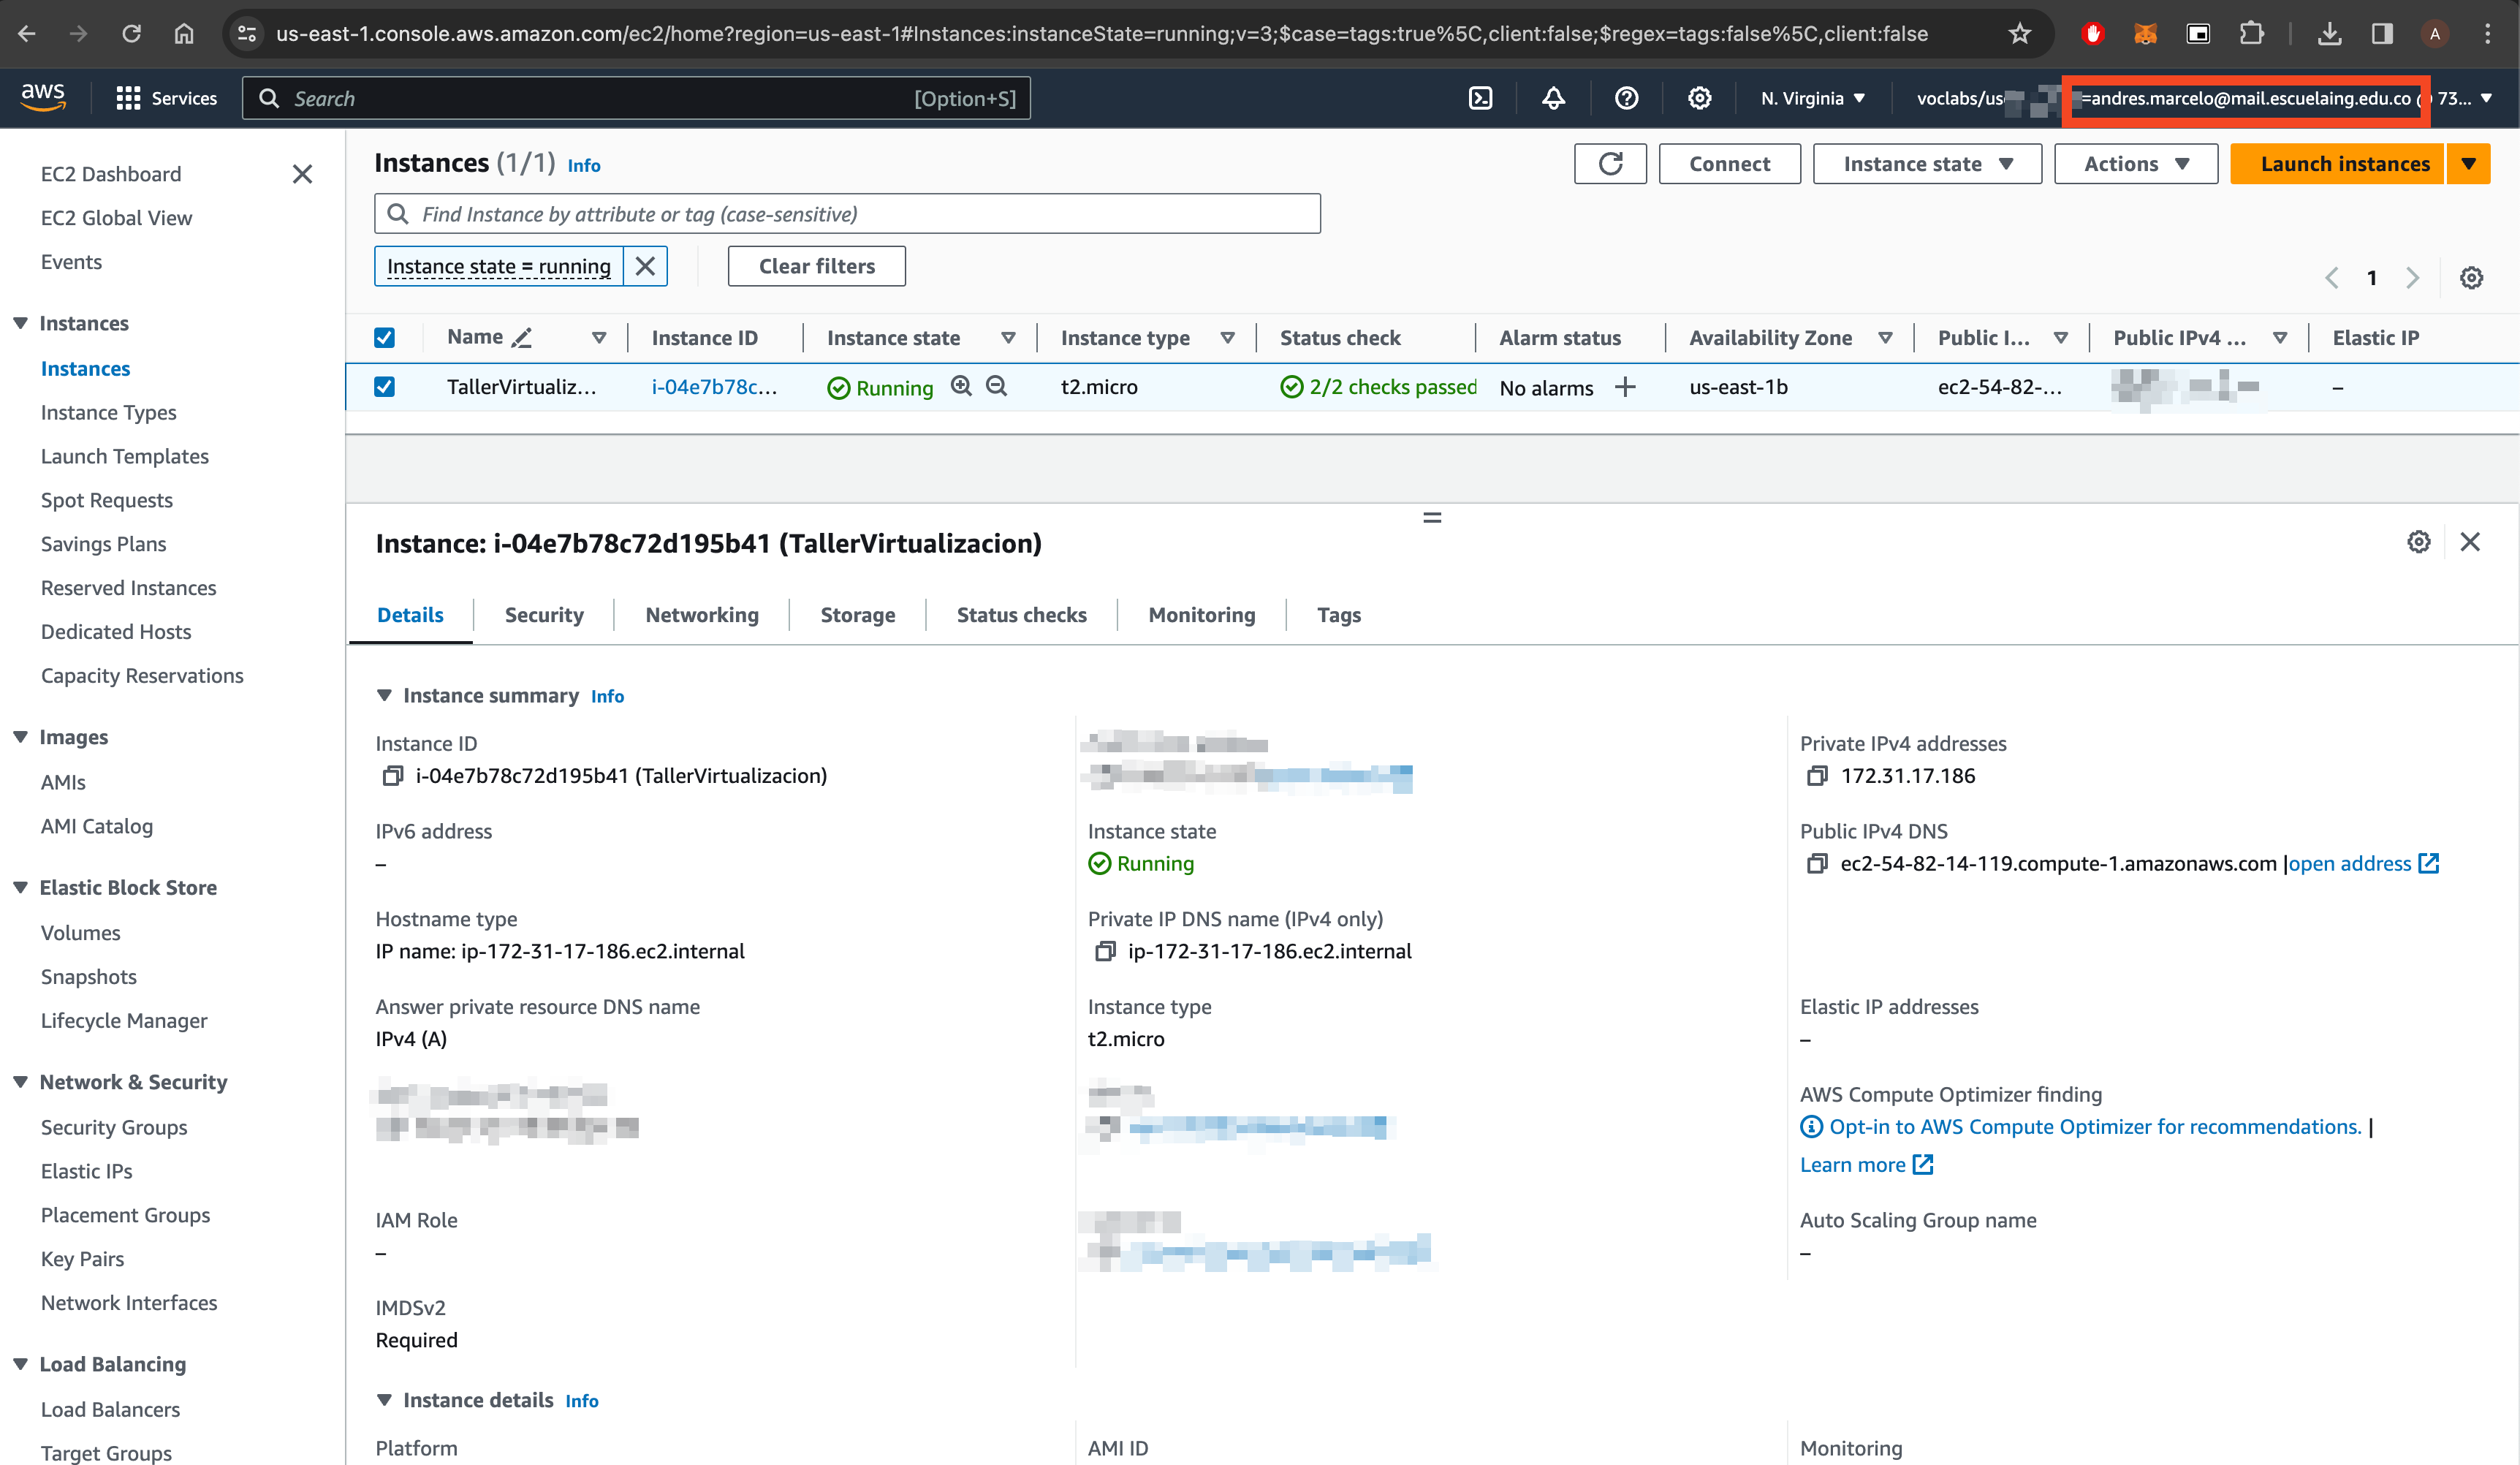 us-east-1.console.aws.amazon.com/ec2/home?region=us-east-1#Instances:instanceState=running;v=3;$case=tags:true%5C,client:false;$regex=tags:false%5C,client:false
A
aws
Services
Search
[Option+S]
N. Virginia
voclabs/us
=andres.marcelo@mail.escuelaing.edu.co
73...
EC2 Dashboard
EC2 Global View
Events
Instances
Instances
Instance Types
Launch Templates
Spot Requests
Savings Plans
Reserved Instances
Dedicated Hosts
Capacity Reservations
Images
AMIs
AMI Catalog
Elastic Block Store
Volumes
Snapshots
Lifecycle Manager
Network & Security
Security Groups
Elastic IPs
Placement Groups
Key Pairs
Network Interfaces
Load Balancing
Load Balancers
Target Groups
Instances (1/1) Info
Connect
Instance state
Actions
Launch instances
Find Instance by attribute or tag (case-sensitive)
Instance state = running
Clear filters
1
Name Instance ID Instance state Instance type Status check Alarm status Availability Zone Public I... Public IPv4 ... Elastic IP
TallerVirtualiz... i-04e7b78c... Running t2.micro 2/2 checks passed No alarms us-east-1b ec2-54-82-... –
Instance: i-04e7b78c72d195b41 (TallerVirtualizacion)
Details Security Networking Storage Status checks Monitoring Tags
Instance summary Info
Instance ID
i-04e7b78c72d195b41 (TallerVirtualizacion)
Private IPv4 addresses
172.31.17.186
IPv6 address
–
Instance state
Running
Public IPv4 DNS
ec2-54-82-14-119.compute-1.amazonaws.com |open address
Hostname type
IP name: ip-172-31-17-186.ec2.internal
Private IP DNS name (IPv4 only)
ip-172-31-17-186.ec2.internal
Answer private resource DNS name
IPv4 (A)
Instance type
t2.micro
Elastic IP addresses
–
AWS Compute Optimizer finding
Opt-in to AWS Compute Optimizer for recommendations. |
Learn more
IAM Role
–
Auto Scaling Group name
–
IMDSv2
Required
Instance details Info
Platform
AMI ID
Monitoring